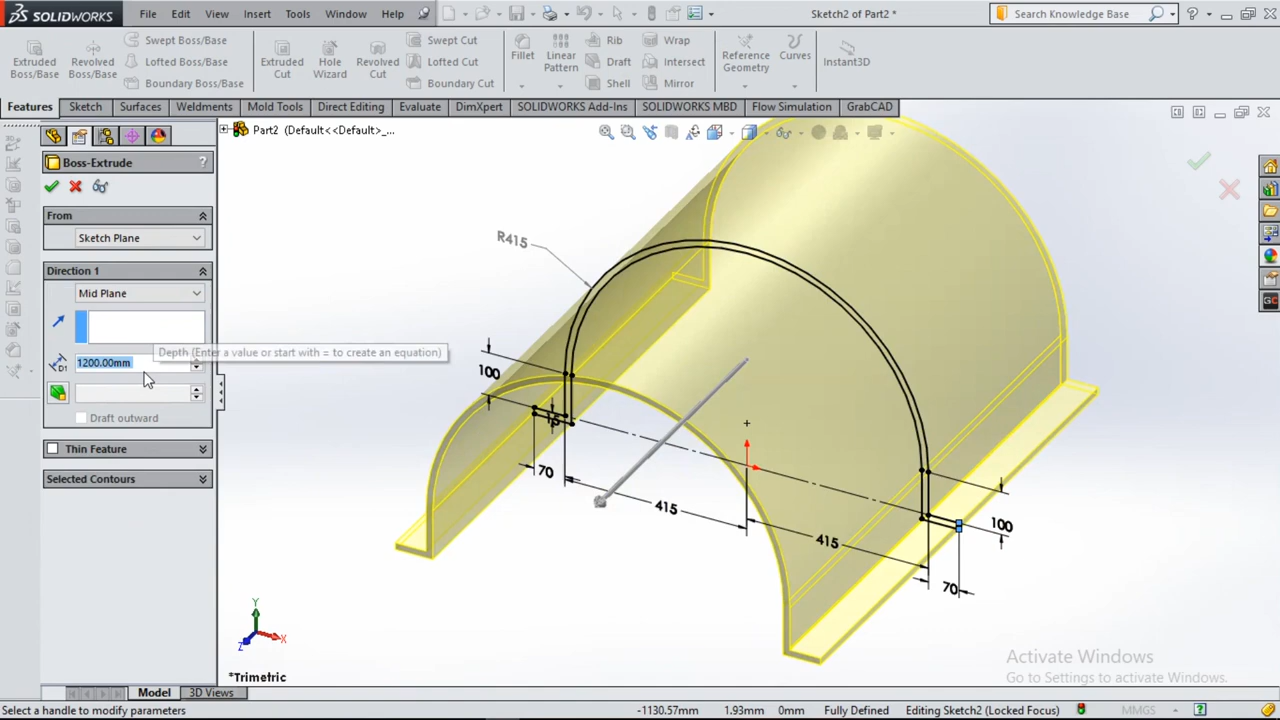 SOLIDWORKS File Edit View Insert Tools Window Help Sketch2 of Part2 * Search Knowledge Base
Extruded Boss/Base
Revolved Boss/Base
Swept Boss/Base
Lofted Boss/Base
Boundary Boss/Base
Extruded Cut
Hole Wizard
Revolved Cut
Swept Cut
Lofted Cut
Boundary Cut
Fillet
Linear Pattern
Rib
Draft
Shell
Wrap
Intersect
Mirror
Reference Geometry
Curves
Instant3D
Features Sketch Surfaces Weldments Mold Tools Direct Editing Evaluate DimXpert SOLIDWORKS Add-Ins SOLIDWORKS MBD Flow Simulation GrabCAD
Part2 (Default<<Default>_...
Boss-Extrude ?
From
Sketch Plane
Direction 1
Mid Plane
Depth (Enter a value or start with = to create an equation)
D1 1200.00mm
Draft outward
Thin Feature
Selected Contours
R415
100
15
70
415
415
100
70
Y
X
Z
*Trimetric
Activate Windows
Go to Settings to activate Windows.
Model 3D Views
Select a handle to modify parameters -1130.57mm 1.93mm 0mm Fully Defined Editing Sketch2 (Locked Focus) MMGS ?